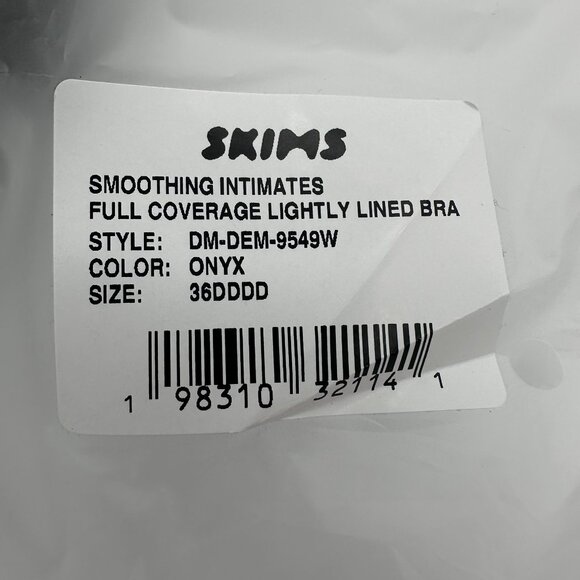 SKIMS
SMOOTHING INTIMATES
FULL COVERAGE LIGHTLY LINED BRA
STYLE: DM-DEM-9549W
COLOR: ONYX
SIZE: 36DDDD
1 98310 32114 1